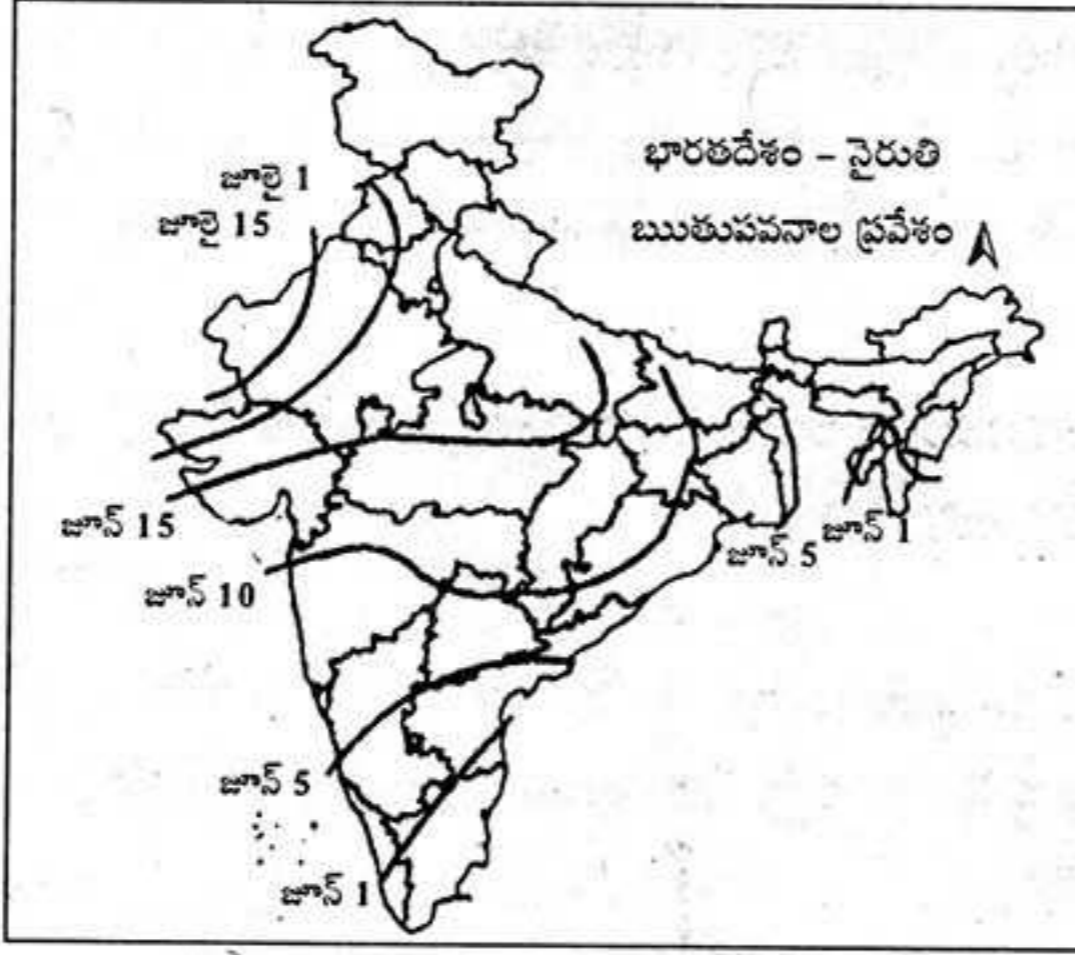 భారతదేశం – నైరుతి
ఋతుపవనాల ప్రవేశం
జూలై 1
జూలై 15
జూన్ 15
జూన్ 10
జూన్ 5
జూన్ 1
జూన్ 5
జూన్ 1